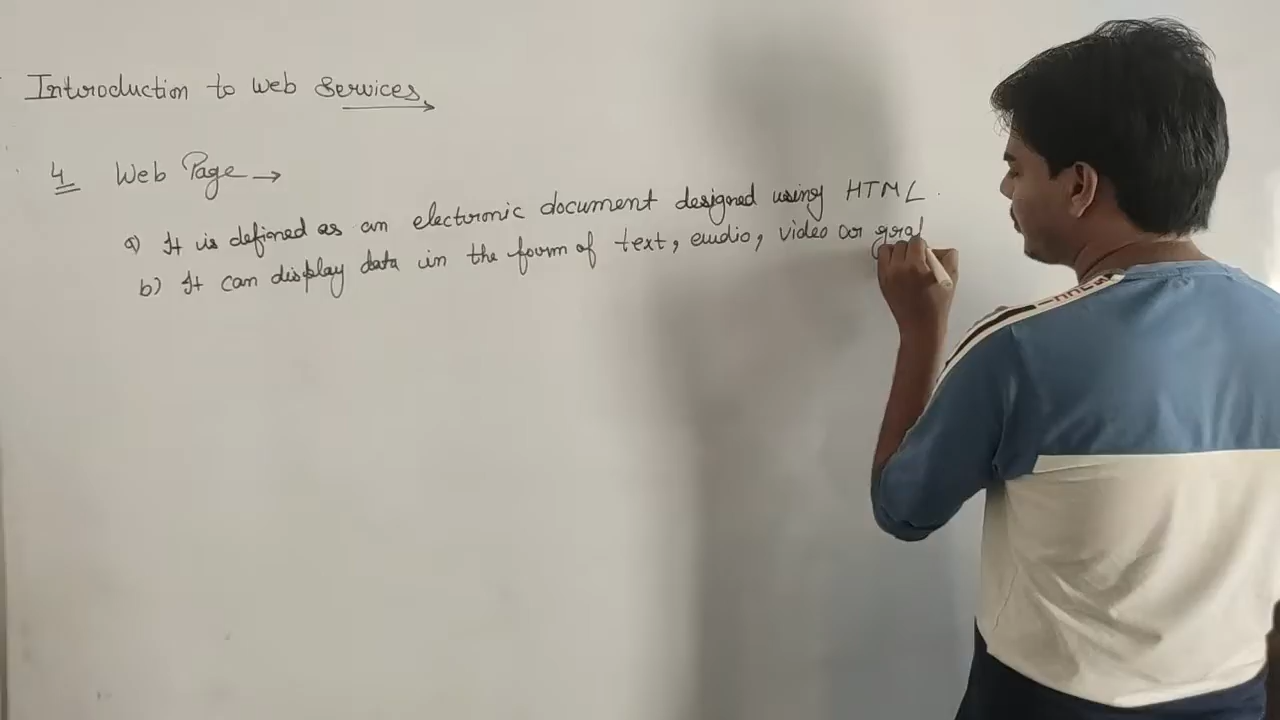 Introduction to Web Services
4 Web Page →
a) It is defined as an electronic document designed using HTML.
b) It can display data in the form of text, audio, video or